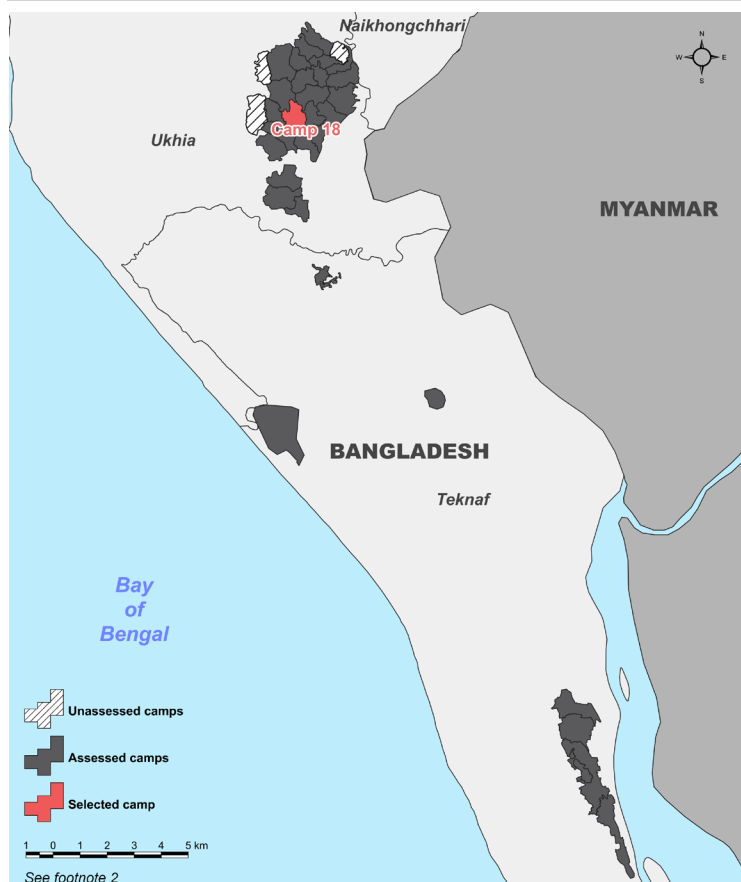 Naikhongchhari
N
W
E
S
Camp 18
Ukhia
MYANMAR
BANGLADESH
Teknaf
Bay
of
Bengal
Unassessed camps
Assessed camps
Selected camp
1 0 1 2 3 4 5 km
See footnote 2